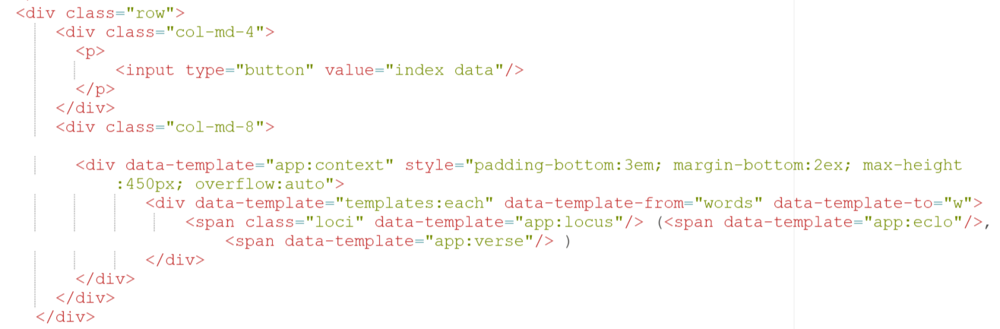 <div class="row">
<div class="col-md-4">
<p>
<input type="button" value="index data"/>
</p>
</div>
<div class="col-md-8">
<div data-template="app:context" style="padding-bottom:3em; margin-bottom:2ex; max-height
:450px; overflow:auto">
<div data-template="templates:each" data-template-from="words" data-template-to="w">
<span class="loci" data-template="app:locus"/> (<span data-template="app:eclo"/>,
<span data-template="app:verse"/> )
</div>
</div>
</div>
</div>